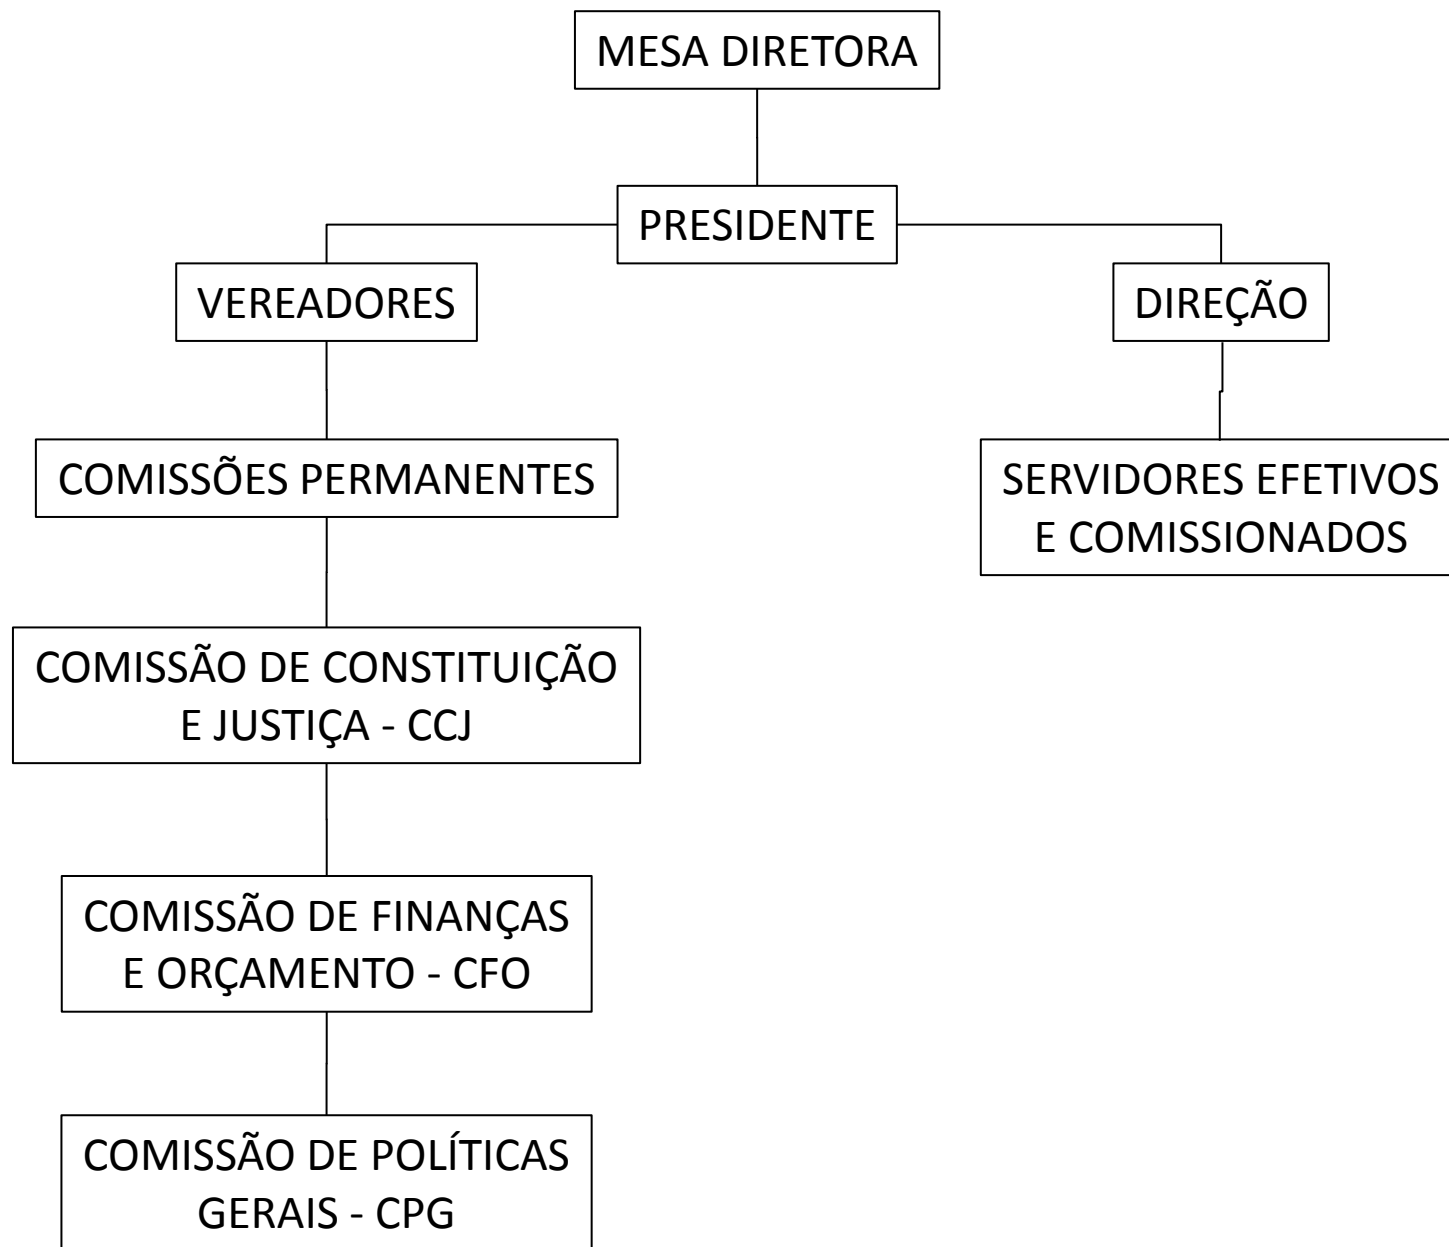 MESA DIRETORA
PRESIDENTE
VEREADORES
DIREÇÃO
COMISSÕES PERMANENTES
SERVIDORES EFETIVOS
E COMISSIONADOS
COMISSÃO DE CONSTITUIÇÃO
E JUSTIÇA - CCJ
COMISSÃO DE FINANÇAS
E ORÇAMENTO - CFO
COMISSÃO DE POLÍTICAS
GERAIS - CPG